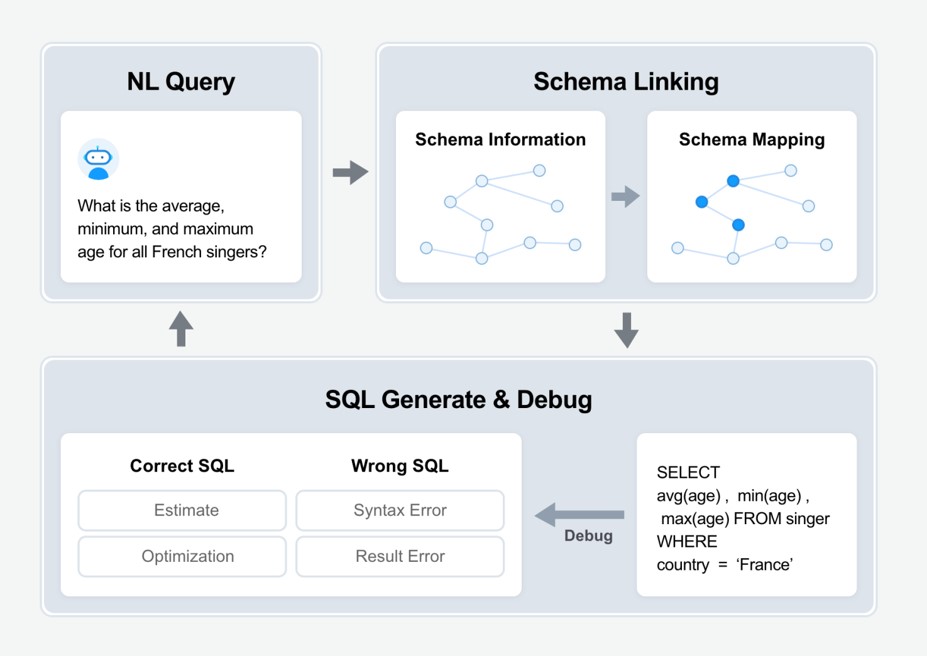 NL Query
What is the average,
minimum, and maximum
age for all French singers?
Schema Linking
Schema Information
Schema Mapping
SQL Generate & Debug
Correct SQL
Estimate
Optimization
Wrong SQL
Syntax Error
Result Error
Debug
SELECT
avg(age) , min(age) ,
max(age) FROM singer
WHERE
country = ‘France’